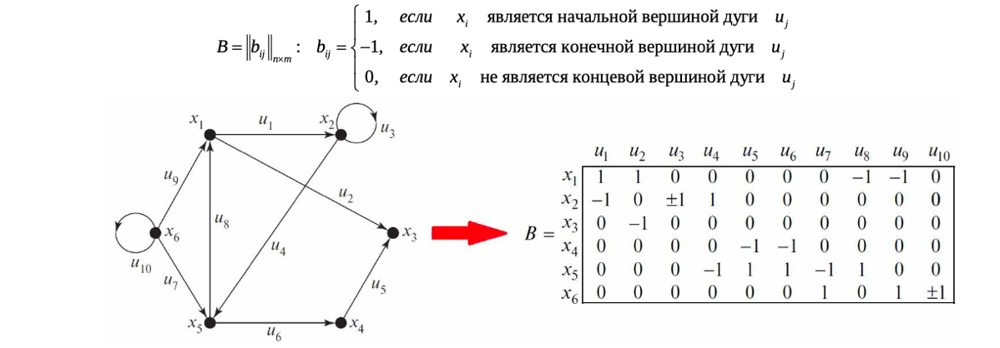 B = ‖b_ij‖_n×m : b_ij = { 1, если x_i является начальной вершиной дуги u_j
−1, если x_i является конечной вершиной дуги u_j
0, если x_i не является концевой вершиной дуги u_j
x₁ u₁ x₂ u₃
u₉ u₂
u₈
x₆ x₃
u₄
u₁₀
u₇ u₅
x₅ u₆ x₄
u₁ u₂ u₃ u₄ u₅ u₆ u₇ u₈ u₉ u₁₀
x₁ 1 1 0 0 0 0 0 −1 −1 0
x₂ −1 0 ±1 1 0 0 0 0 0 0
B = x₃ 0 −1 0 0 0 0 0 0 0 0
x₄ 0 0 0 0 −1 −1 0 0 0 0
x₅ 0 0 0 −1 1 1 −1 1 0 0
x₆ 0 0 0 0 0 0 1 0 1 ±1